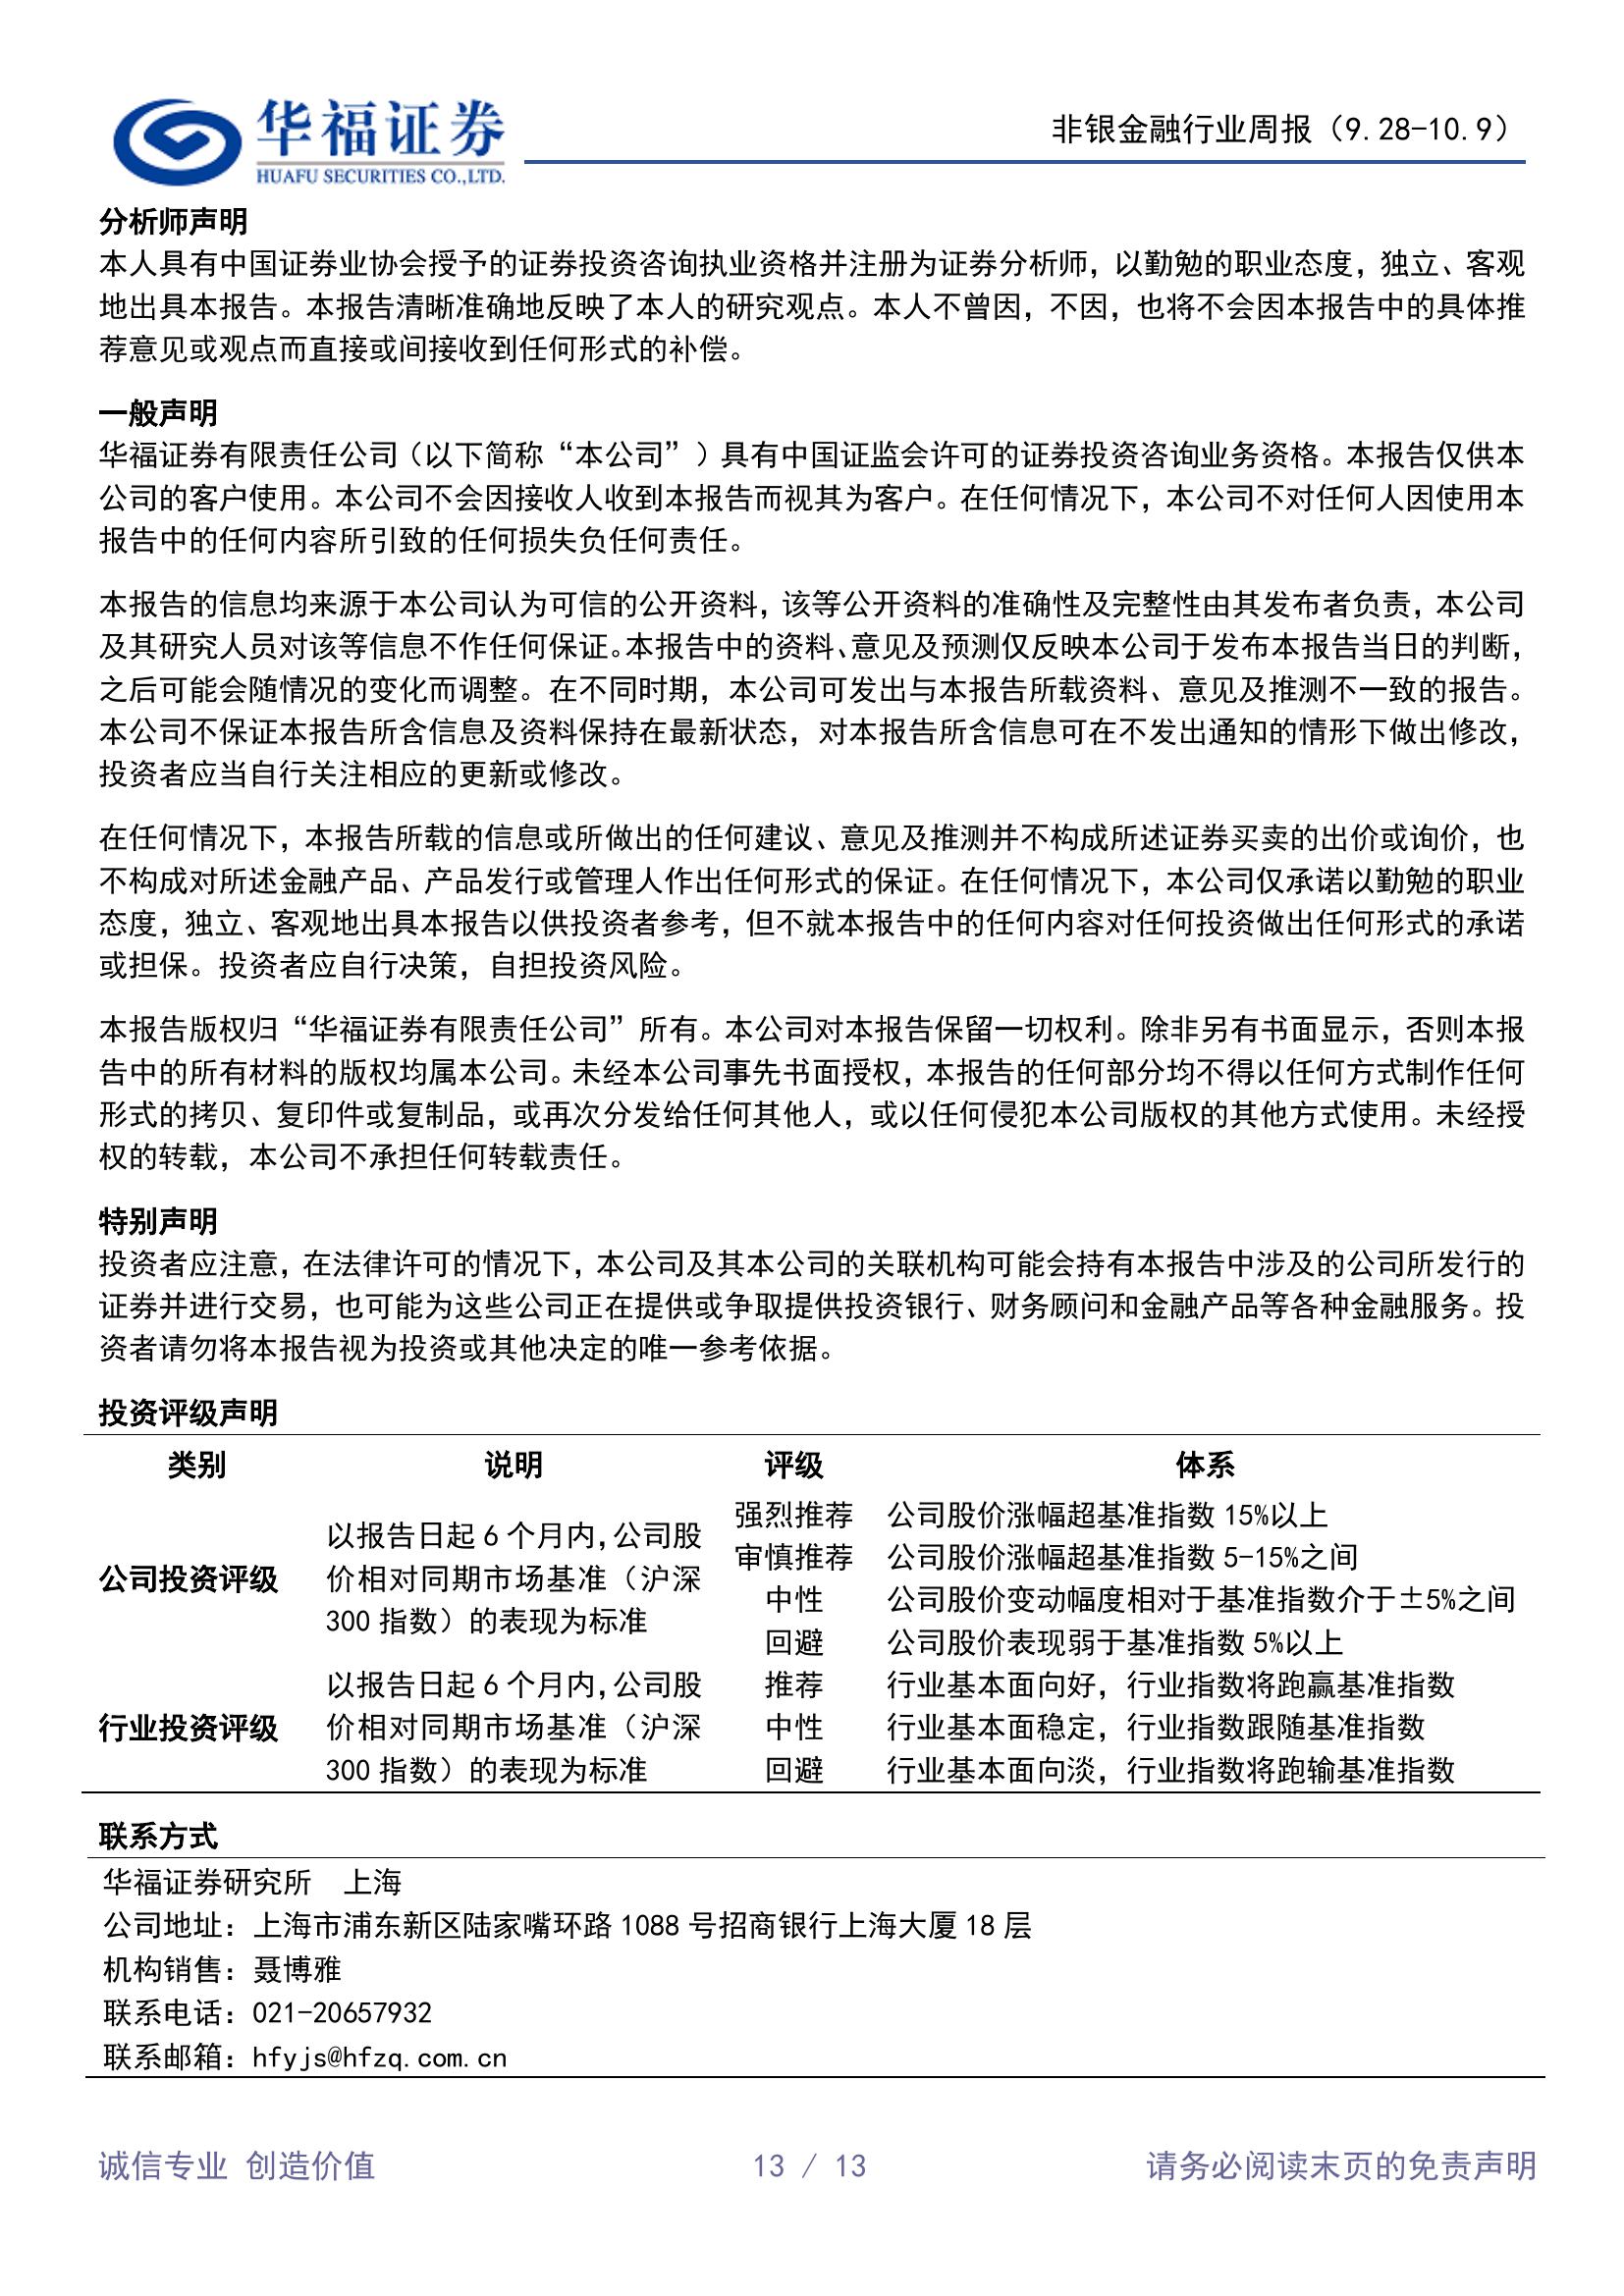 华福证券
HUAFU SECURITIES CO.,LTD.
非银金融行业周报（9.28-10.9）
分析师声明
本人具有中国证券业协会授予的证券投资咨询执业资格并注册为证券分析师，以勤勉的职业态度，独立、客观
地出具本报告。本报告清晰准确地反映了本人的研究观点。本人不曾因，不因，也将不会因本报告中的具体推
荐意见或观点而直接或间接收到任何形式的补偿。
一般声明
华福证券有限责任公司（以下简称“本公司”）具有中国证监会许可的证券投资咨询业务资格。本报告仅供本
公司的客户使用。本公司不会因接收人收到本报告而视其为客户。在任何情况下，本公司不对任何人因使用本
报告中的任何内容所引致的任何损失负任何责任。
本报告的信息均来源于本公司认为可信的公开资料，该等公开资料的准确性及完整性由其发布者负责，本公司
及其研究人员对该等信息不作任何保证。本报告中的资料、意见及预测仅反映本公司于发布本报告当日的判断，
之后可能会随情况的变化而调整。在不同时期，本公司可发出与本报告所载资料、意见及推测不一致的报告。
本公司不保证本报告所含信息及资料保持在最新状态，对本报告所含信息可在不发出通知的情形下做出修改，
投资者应当自行关注相应的更新或修改。
在任何情况下，本报告所载的信息或所做出的任何建议、意见及推测并不构成所述证券买卖的出价或询价，也
不构成对所述金融产品、产品发行或管理人作出任何形式的保证。在任何情况下，本公司仅承诺以勤勉的职业
态度，独立、客观地出具本报告以供投资者参考，但不就本报告中的任何内容对任何投资做出任何形式的承诺
或担保。投资者应自行决策，自担投资风险。
本报告版权归“华福证券有限责任公司”所有。本公司对本报告保留一切权利。除非另有书面显示，否则本报
告中的所有材料的版权均属本公司。未经本公司事先书面授权，本报告的任何部分均不得以任何方式制作任何
形式的拷贝、复印件或复制品，或再次分发给任何其他人，或以任何侵犯本公司版权的其他方式使用。未经授
权的转载，本公司不承担任何转载责任。
特别声明
投资者应注意，在法律许可的情况下，本公司及其本公司的关联机构可能会持有本报告中涉及的公司所发行的
证券并进行交易，也可能为这些公司正在提供或争取提供投资银行、财务顾问和金融产品等各种金融服务。投
资者请勿将本报告视为投资或其他决定的唯一参考依据。
投资评级声明
类别 说明 评级 体系
公司投资评级
以报告日起 6 个月内，公司股
价相对同期市场基准（沪深
300 指数）的表现为标准
强烈推荐 公司股价涨幅超基准指数 15%以上
审慎推荐 公司股价涨幅超基准指数 5-15%之间
中性 公司股价变动幅度相对于基准指数介于±5%之间
回避 公司股价表现弱于基准指数 5%以上
行业投资评级
以报告日起 6 个月内，公司股
价相对同期市场基准（沪深
300 指数）的表现为标准
推荐 行业基本面向好，行业指数将跑赢基准指数
中性 行业基本面稳定，行业指数跟随基准指数
回避 行业基本面向淡，行业指数将跑输基准指数
联系方式
华福证券研究所 上海
公司地址：上海市浦东新区陆家嘴环路 1088 号招商银行上海大厦 18 层
机构销售：聂博雅
联系电话：021-20657932
联系邮箱：hfyjs@hfzq.com.cn
诚信专业 创造价值 13 / 13 请务必阅读末页的免责声明